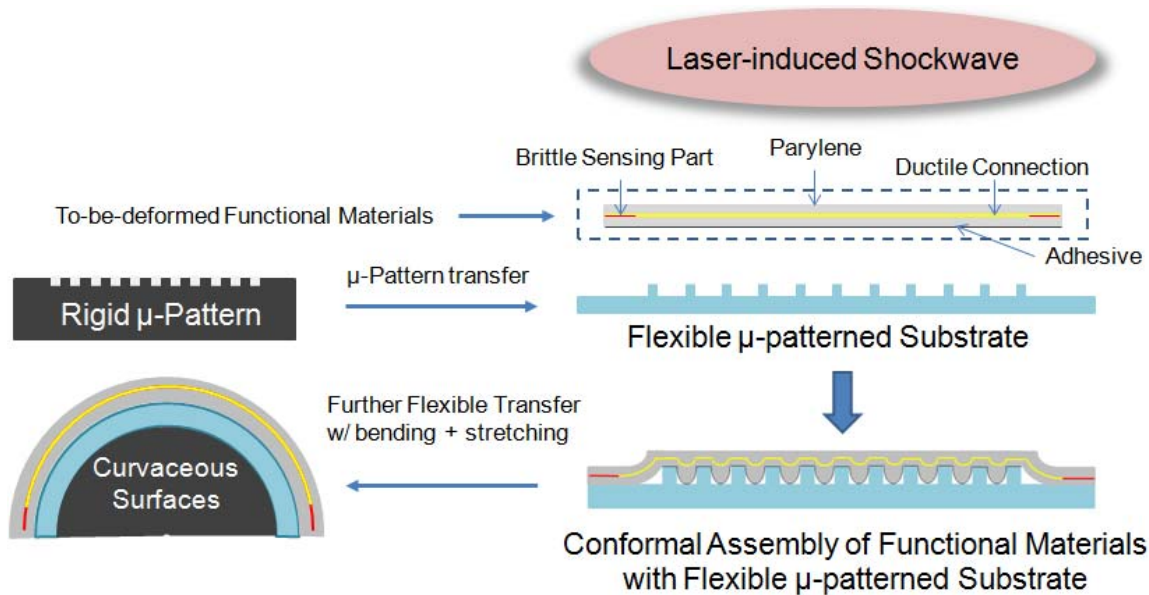 Laser-induced Shockwave
Brittle Sensing Part
Parylene
Ductile Connection
To-be-deformed Functional Materials
Adhesive
Rigid µ-Pattern
µ-Pattern transfer
Flexible µ-patterned Substrate
Further Flexible Transfer
w/ bending + stretching
Curvaceous
Surfaces
Conformal Assembly of Functional Materials
with Flexible µ-patterned Substrate